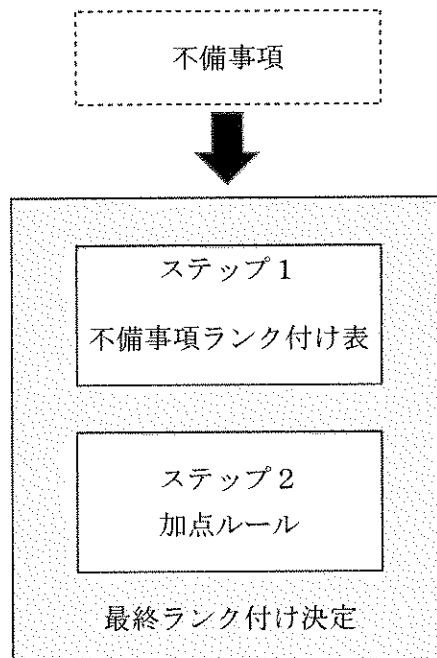 不備事項
ステップ1
不備事項ランク付け表
ステップ2
加点ルール
最終ランク付け決定